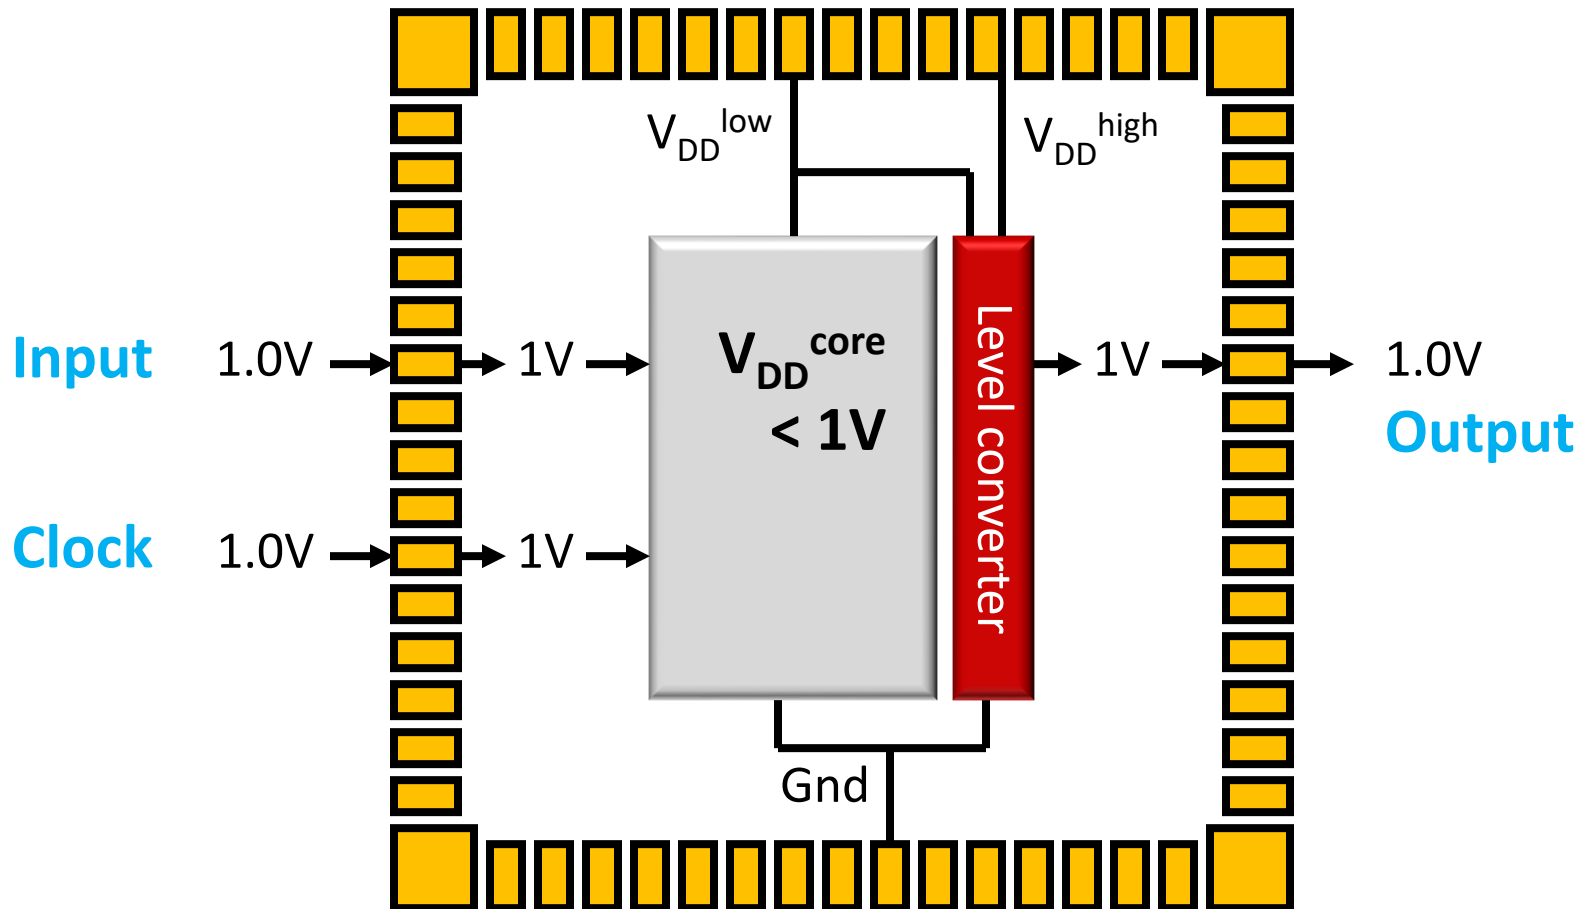 V_DD^low
V_DD^high
Input 1.0V 1V
V_DD^core
< 1V
Level converter
1V 1.0V
Output
Clock 1.0V 1V
Gnd